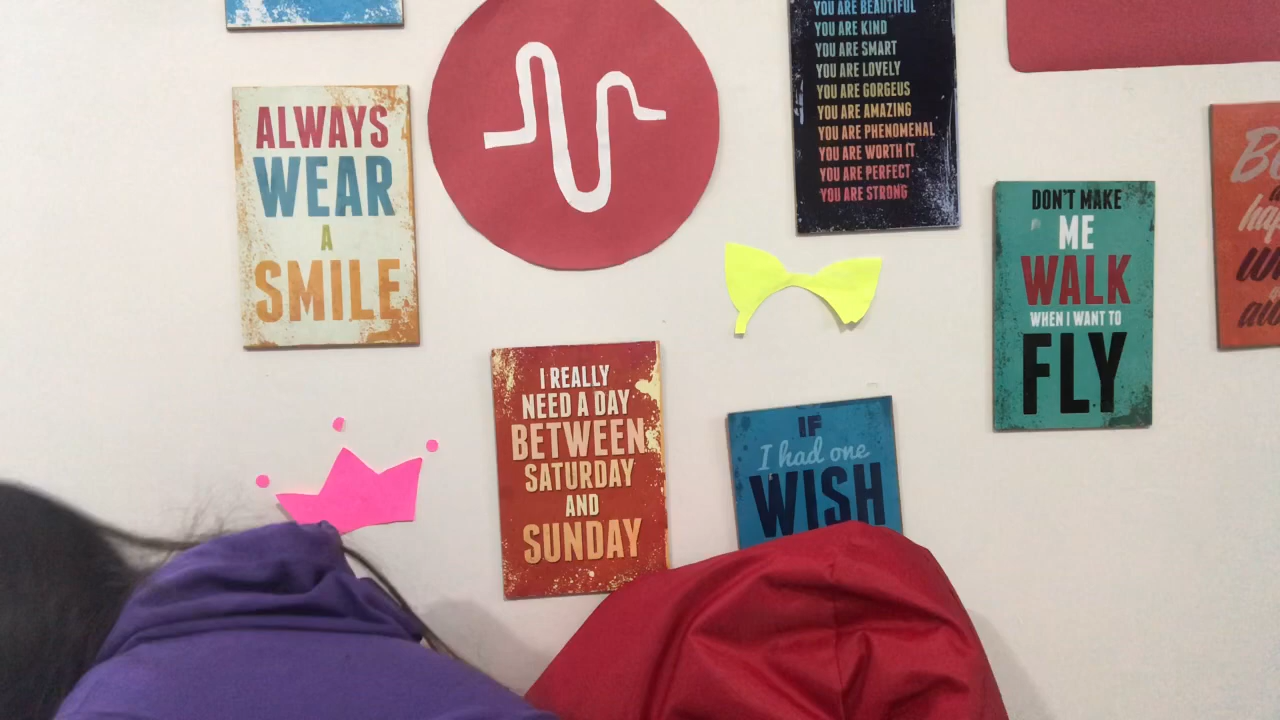 ALWAYS
WEAR
A
SMILE
YOU ARE BEAUTIFUL
YOU ARE KIND
YOU ARE SMART
YOU ARE LOVELY
YOU ARE GORGEUS
YOU ARE AMAZING
YOU ARE PHENOMENAL
YOU ARE WORTH IT
YOU ARE PERFECT
YOU ARE STRONG
DON'T MAKE
ME
WALK
WHEN I WANT TO
FLY
I REALLY
NEED A DAY
BETWEEN
SATURDAY
AND
SUNDAY
IF
I had one
WISH